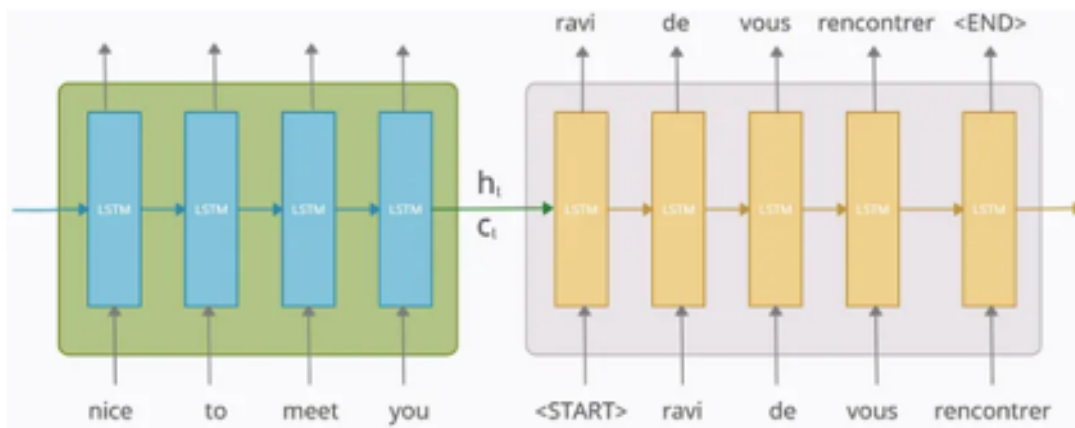 ravi de vous rencontrer <END>
LSTM LSTM LSTM LSTM hₜ cₜ LSTM LSTM LSTM LSTM LSTM
nice to meet you <START> ravi de vous rencontrer